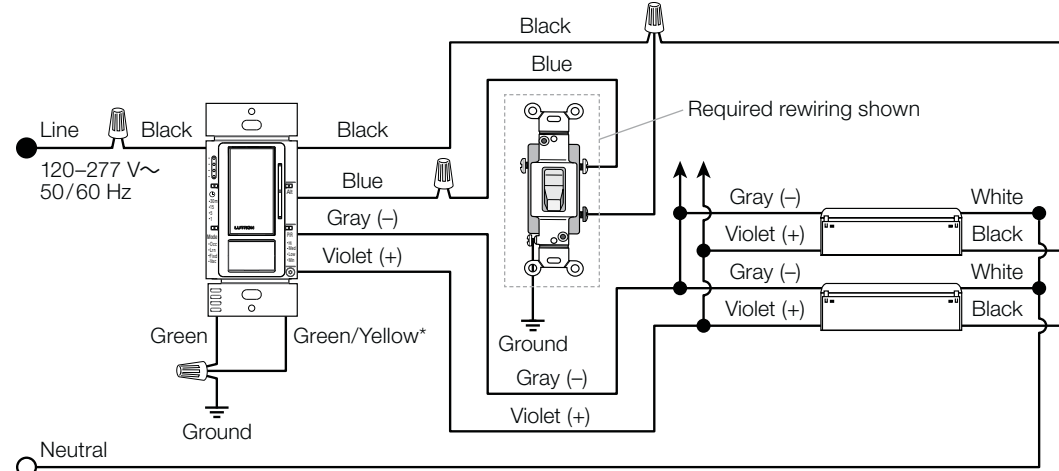 Black
Blue
Required rewiring shown
Line
Black
Black
120–277 V~
50/60 Hz
Blue
Gray (–)
White
Gray (–)
Violet (+)
Black
Violet (+)
Gray (–)
White
LUTRON
Violet (+)
Black
Green
Green/Yellow*
Ground
Gray (–)
Violet (+)
Ground
Neutral